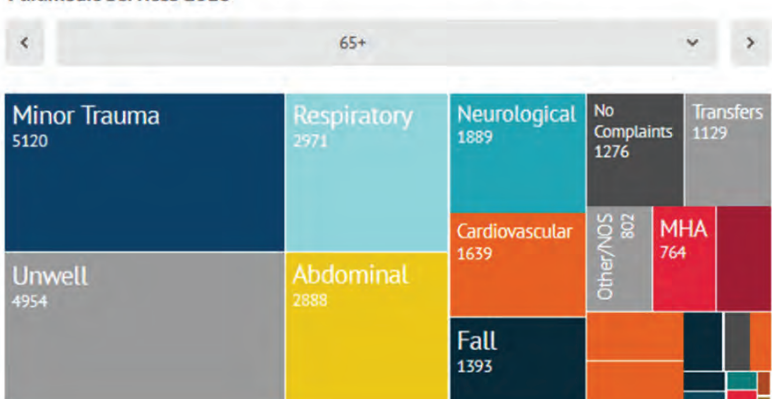 65+
Minor Trauma
5120
Respiratory
2971
Neurological
1889
No
Complaints
1276
Transfers
1129
Cardiovascular
1639
Other/NOS
802
MHA
764
Unwell
4954
Abdominal
2888
Fall
1393